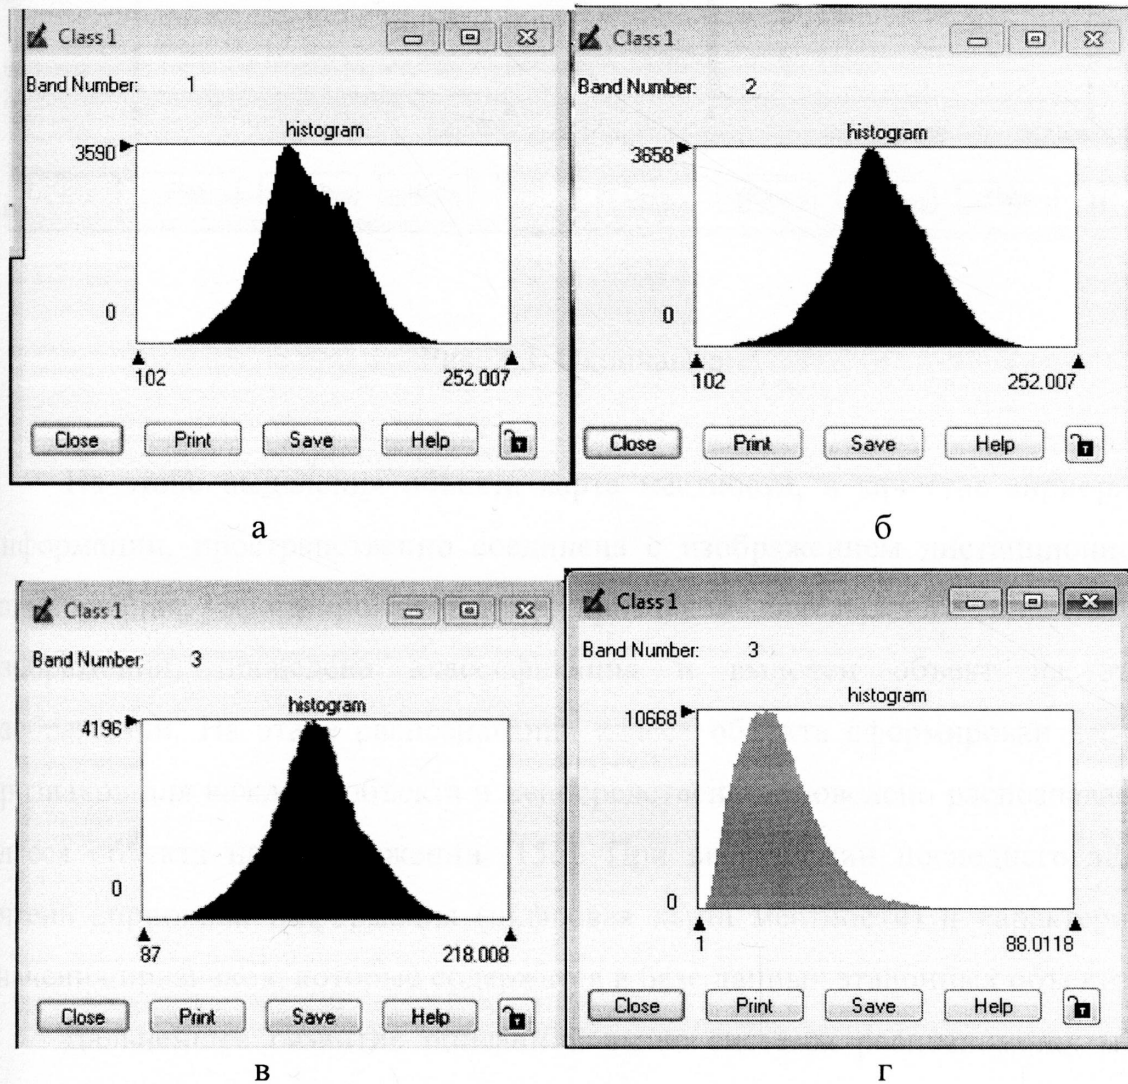 Class 1
Band Number: 1
histogram
3590
0
102 252.007
Close Print Save Help
а
Class 1
Band Number: 2
histogram
3658
0
102 252.007
Close Print Save Help
б
Class 1
Band Number: 3
histogram
4196
0
87 218.008
Close Print Save Help
в
Class 1
Band Number: 3
histogram
10668
0
1 88.0118
Close Print Save Help
г